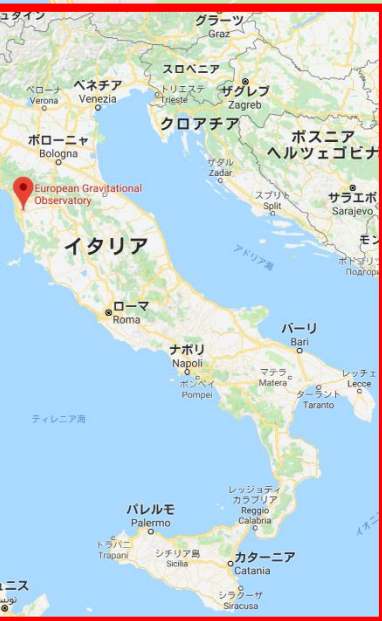 グラーツ
Graz
スロベニア
ベローナ
Verona
ベネチア
Venezia
トリエステ
Trieste
ザグレブ
Zagreb
クロアチア
ボローニャ
Bologna
ボスニア
ヘルツェゴビナ
ザダル
Zadar
European Gravitational
Observatory
スプリト
Split
サラエボ
Sarajevo
イタリア
アドリア海
ローマ
Roma
バーリ
Bari
ナポリ
Napoli
マテラ
Matera
レッチェ
Lecce
ポンペイ
Pompei
ターラント
Taranto
ティレニア海
レッジョディ
カラブリア
Reggio
Calabria
パレルモ
Palermo
トラパニ
Trapani
シチリア島
Sicilia
カターニア
Catania
シラクーザ
Siracusa